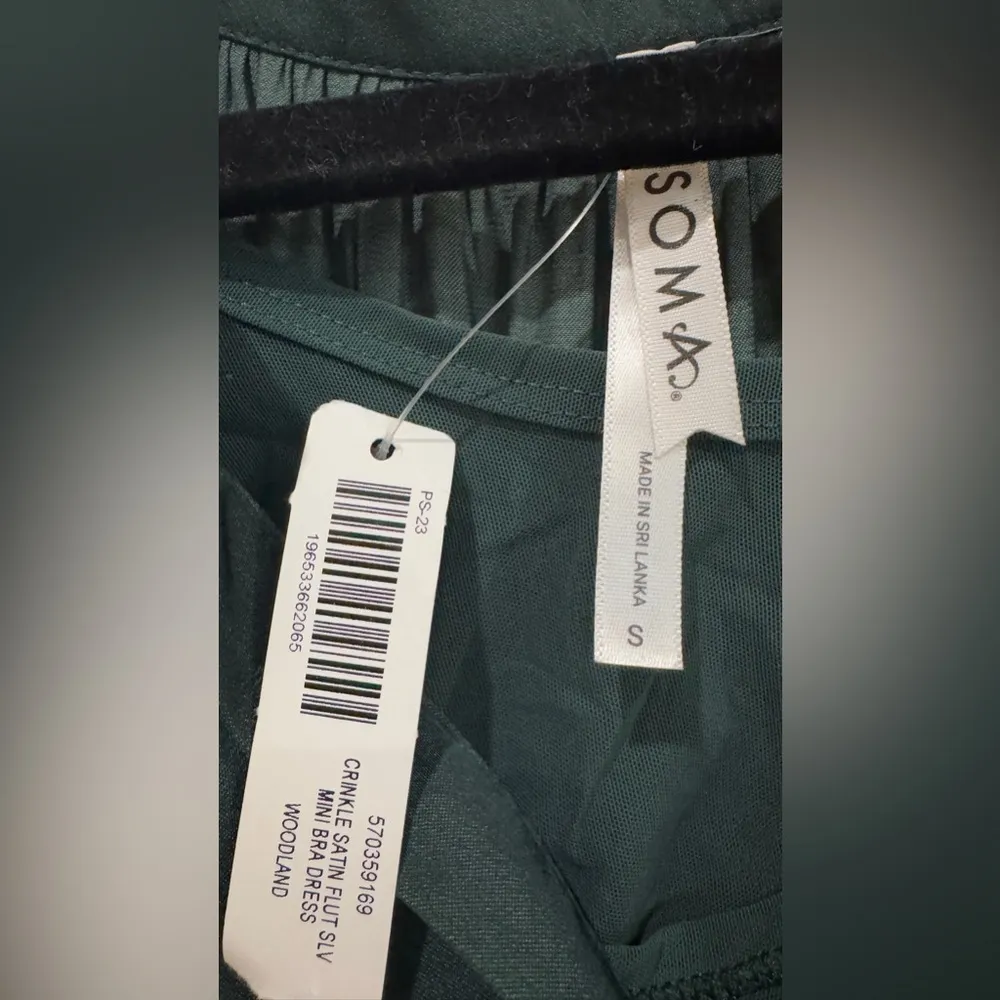 SOMA®
MADE IN SRI LANKA S
PS-23
196533662065
570359169
CRINKLE SATIN FLUT SLV
MINI BRA DRESS
WOODLAND